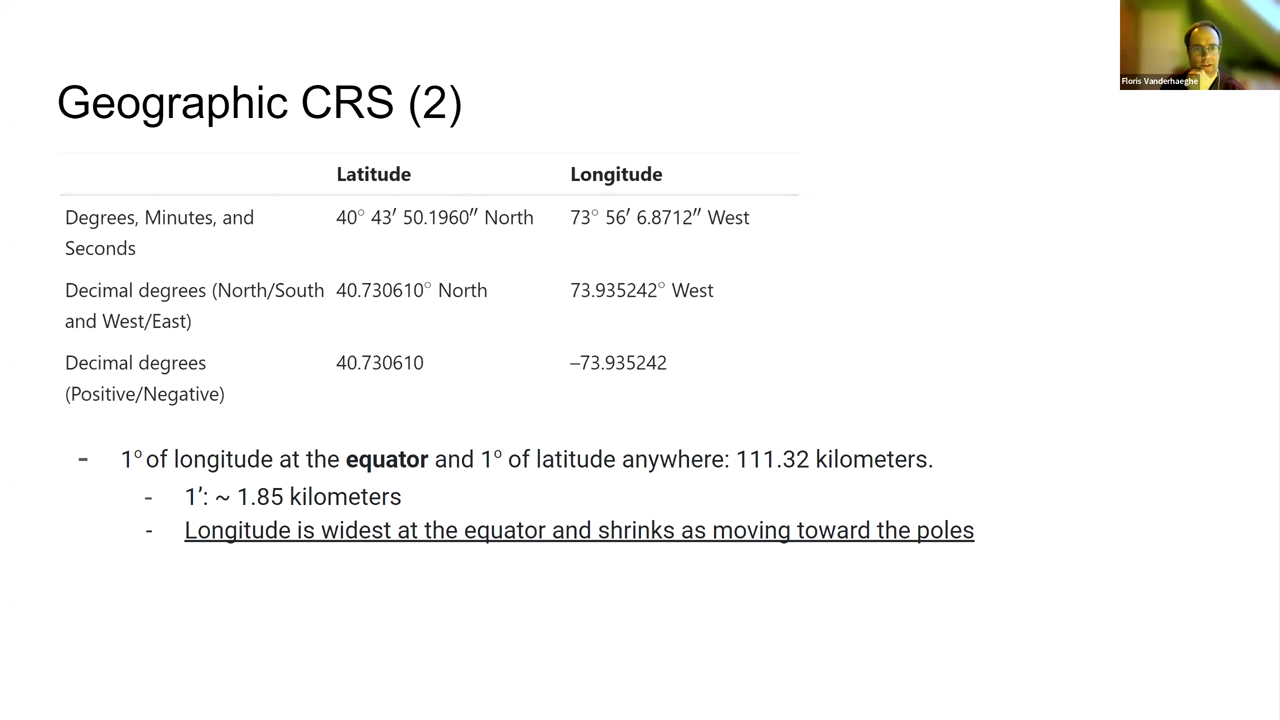 Floris Vanderhaeghe
Geographic CRS (2)
Latitude Longitude
Degrees, Minutes, and 40° 43′ 50.1960″ North 73° 56′ 6.8712″ West
Seconds
Decimal degrees (North/South 40.730610° North 73.935242° West
and West/East)
Decimal degrees 40.730610 –73.935242
(Positive/Negative)
- 1º of longitude at the equator and 1º of latitude anywhere: 111.32 kilometers.
- 1’: ~ 1.85 kilometers
- Longitude is widest at the equator and shrinks as moving toward the poles